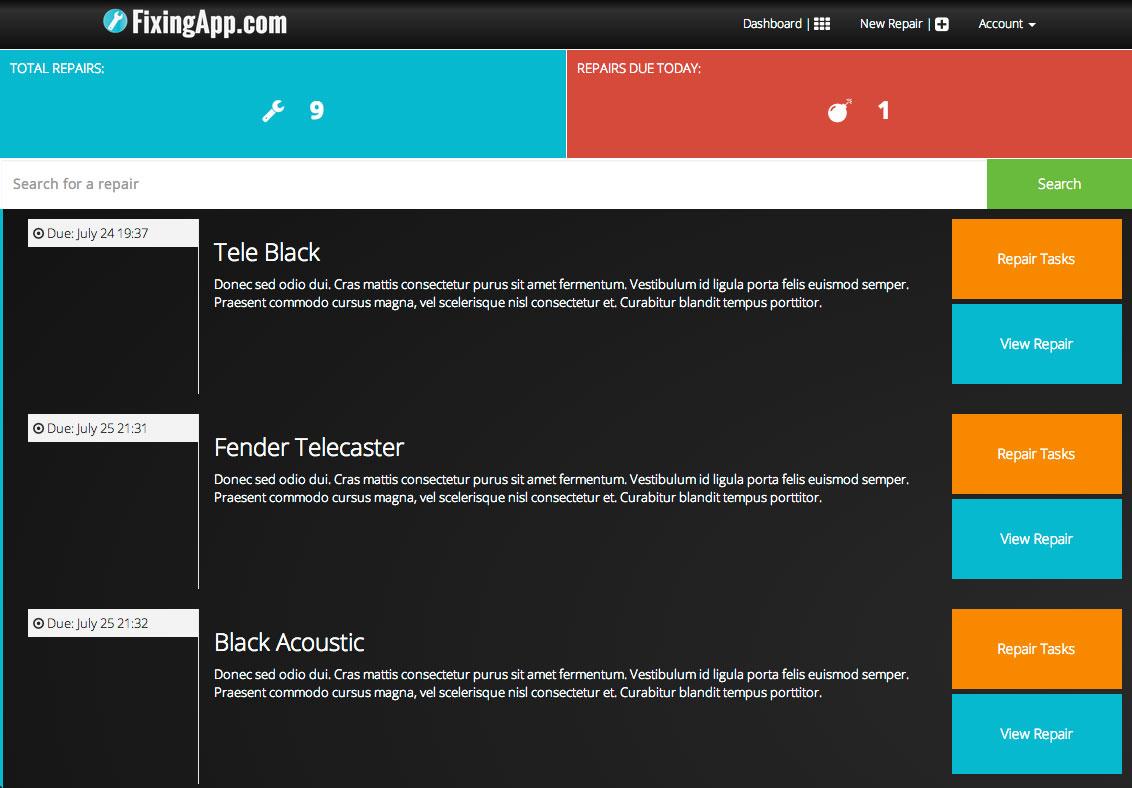 FixingApp.com
Dashboard |
New Repair |
Account
TOTAL REPAIRS:
9
REPAIRS DUE TODAY:
1
Search for a repair
Search
Due: July 24 19:37
Tele Black
Donec sed odio dui. Cras mattis consectetur purus sit amet fermentum. Vestibulum id ligula porta felis euismod semper.
Praesent commodo cursus magna, vel scelerisque nisl consectetur et. Curabitur blandit tempus porttitor.
Repair Tasks
View Repair
Due: July 25 21:31
Fender Telecaster
Donec sed odio dui. Cras mattis consectetur purus sit amet fermentum. Vestibulum id ligula porta felis euismod semper.
Praesent commodo cursus magna, vel scelerisque nisl consectetur et. Curabitur blandit tempus porttitor.
Repair Tasks
View Repair
Due: July 25 21:32
Black Acoustic
Donec sed odio dui. Cras mattis consectetur purus sit amet fermentum. Vestibulum id ligula porta felis euismod semper.
Praesent commodo cursus magna, vel scelerisque nisl consectetur et. Curabitur blandit tempus porttitor.
Repair Tasks
View Repair